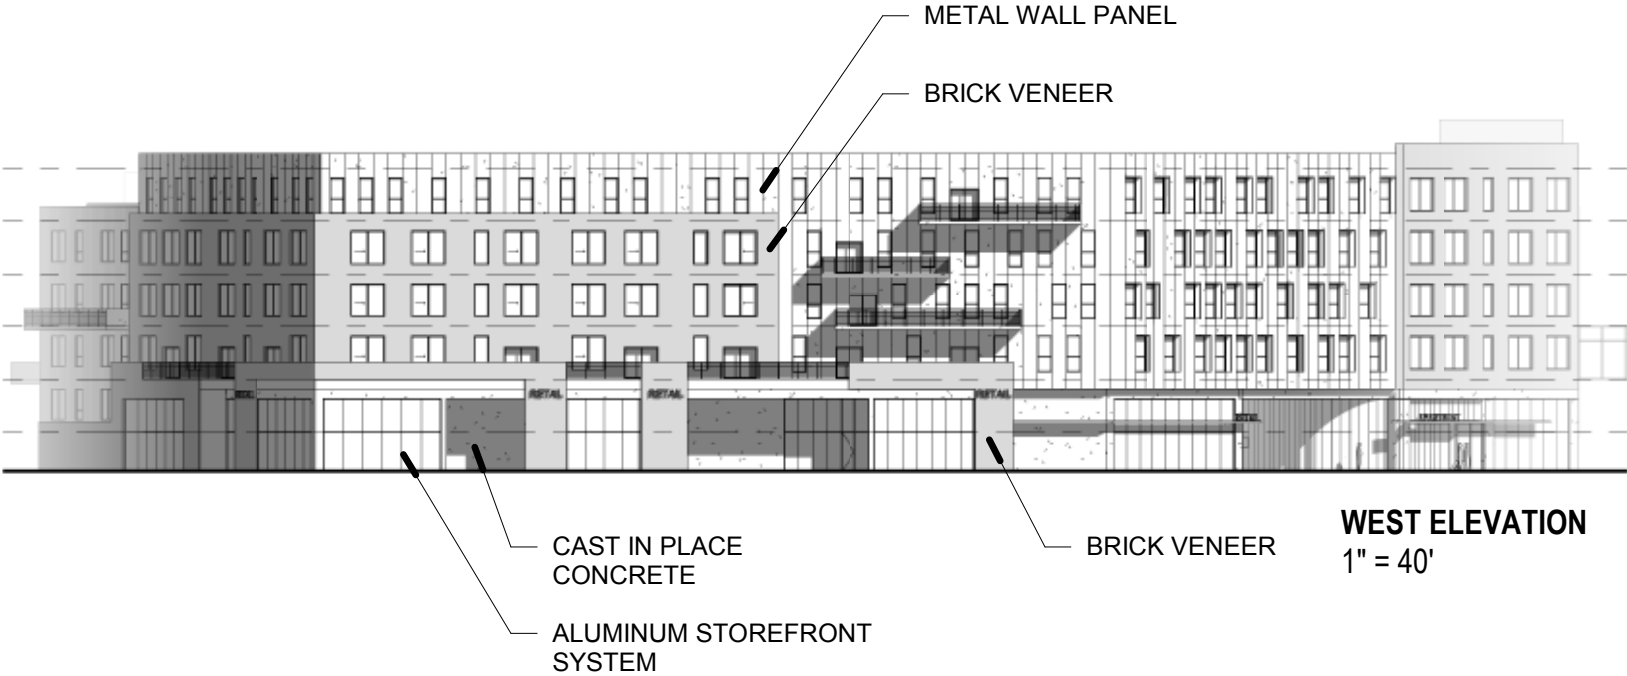 METAL WALL PANEL
BRICK VENEER
RETAIL
RETAIL
RETAIL
APARTMENT
CAST IN PLACE
CONCRETE
BRICK VENEER
WEST ELEVATION
1" = 40'
ALUMINUM STOREFRONT
SYSTEM